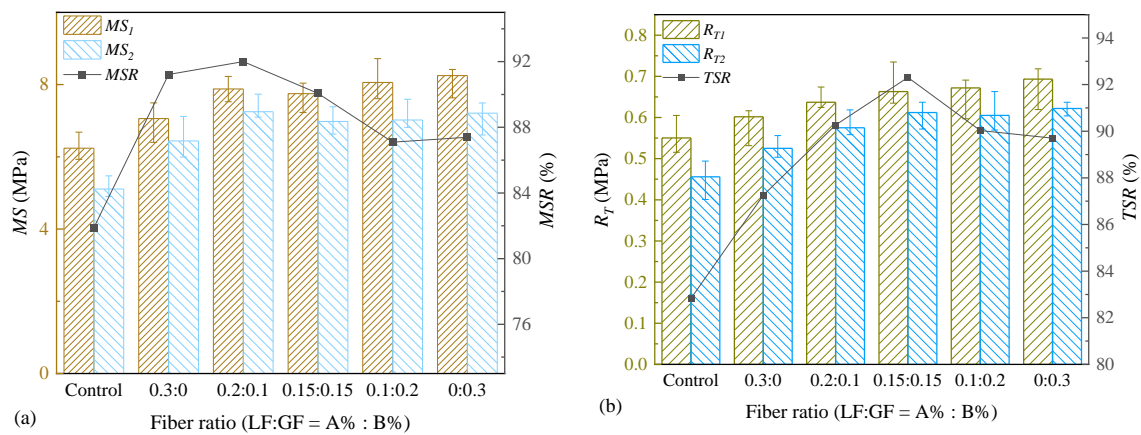 MS1
MS2
MSR
8
4
0
MS (MPa)
92
88
84
80
76
MSR (%)
Control 0.3:0 0.2:0.1 0.15:0.15 0.1:0.2 0:0.3
(a) Fiber ratio (LF:GF = A% : B%)
RT1
RT2
TSR
0.8
0.7
0.6
0.5
0.4
0.3
0.2
0.1
0.0
RT (MPa)
94
92
90
88
86
84
82
80
TSR (%)
Control 0.3:0 0.2:0.1 0.15:0.15 0.1:0.2 0:0.3
(b) Fiber ratio (LF:GF = A% : B%)